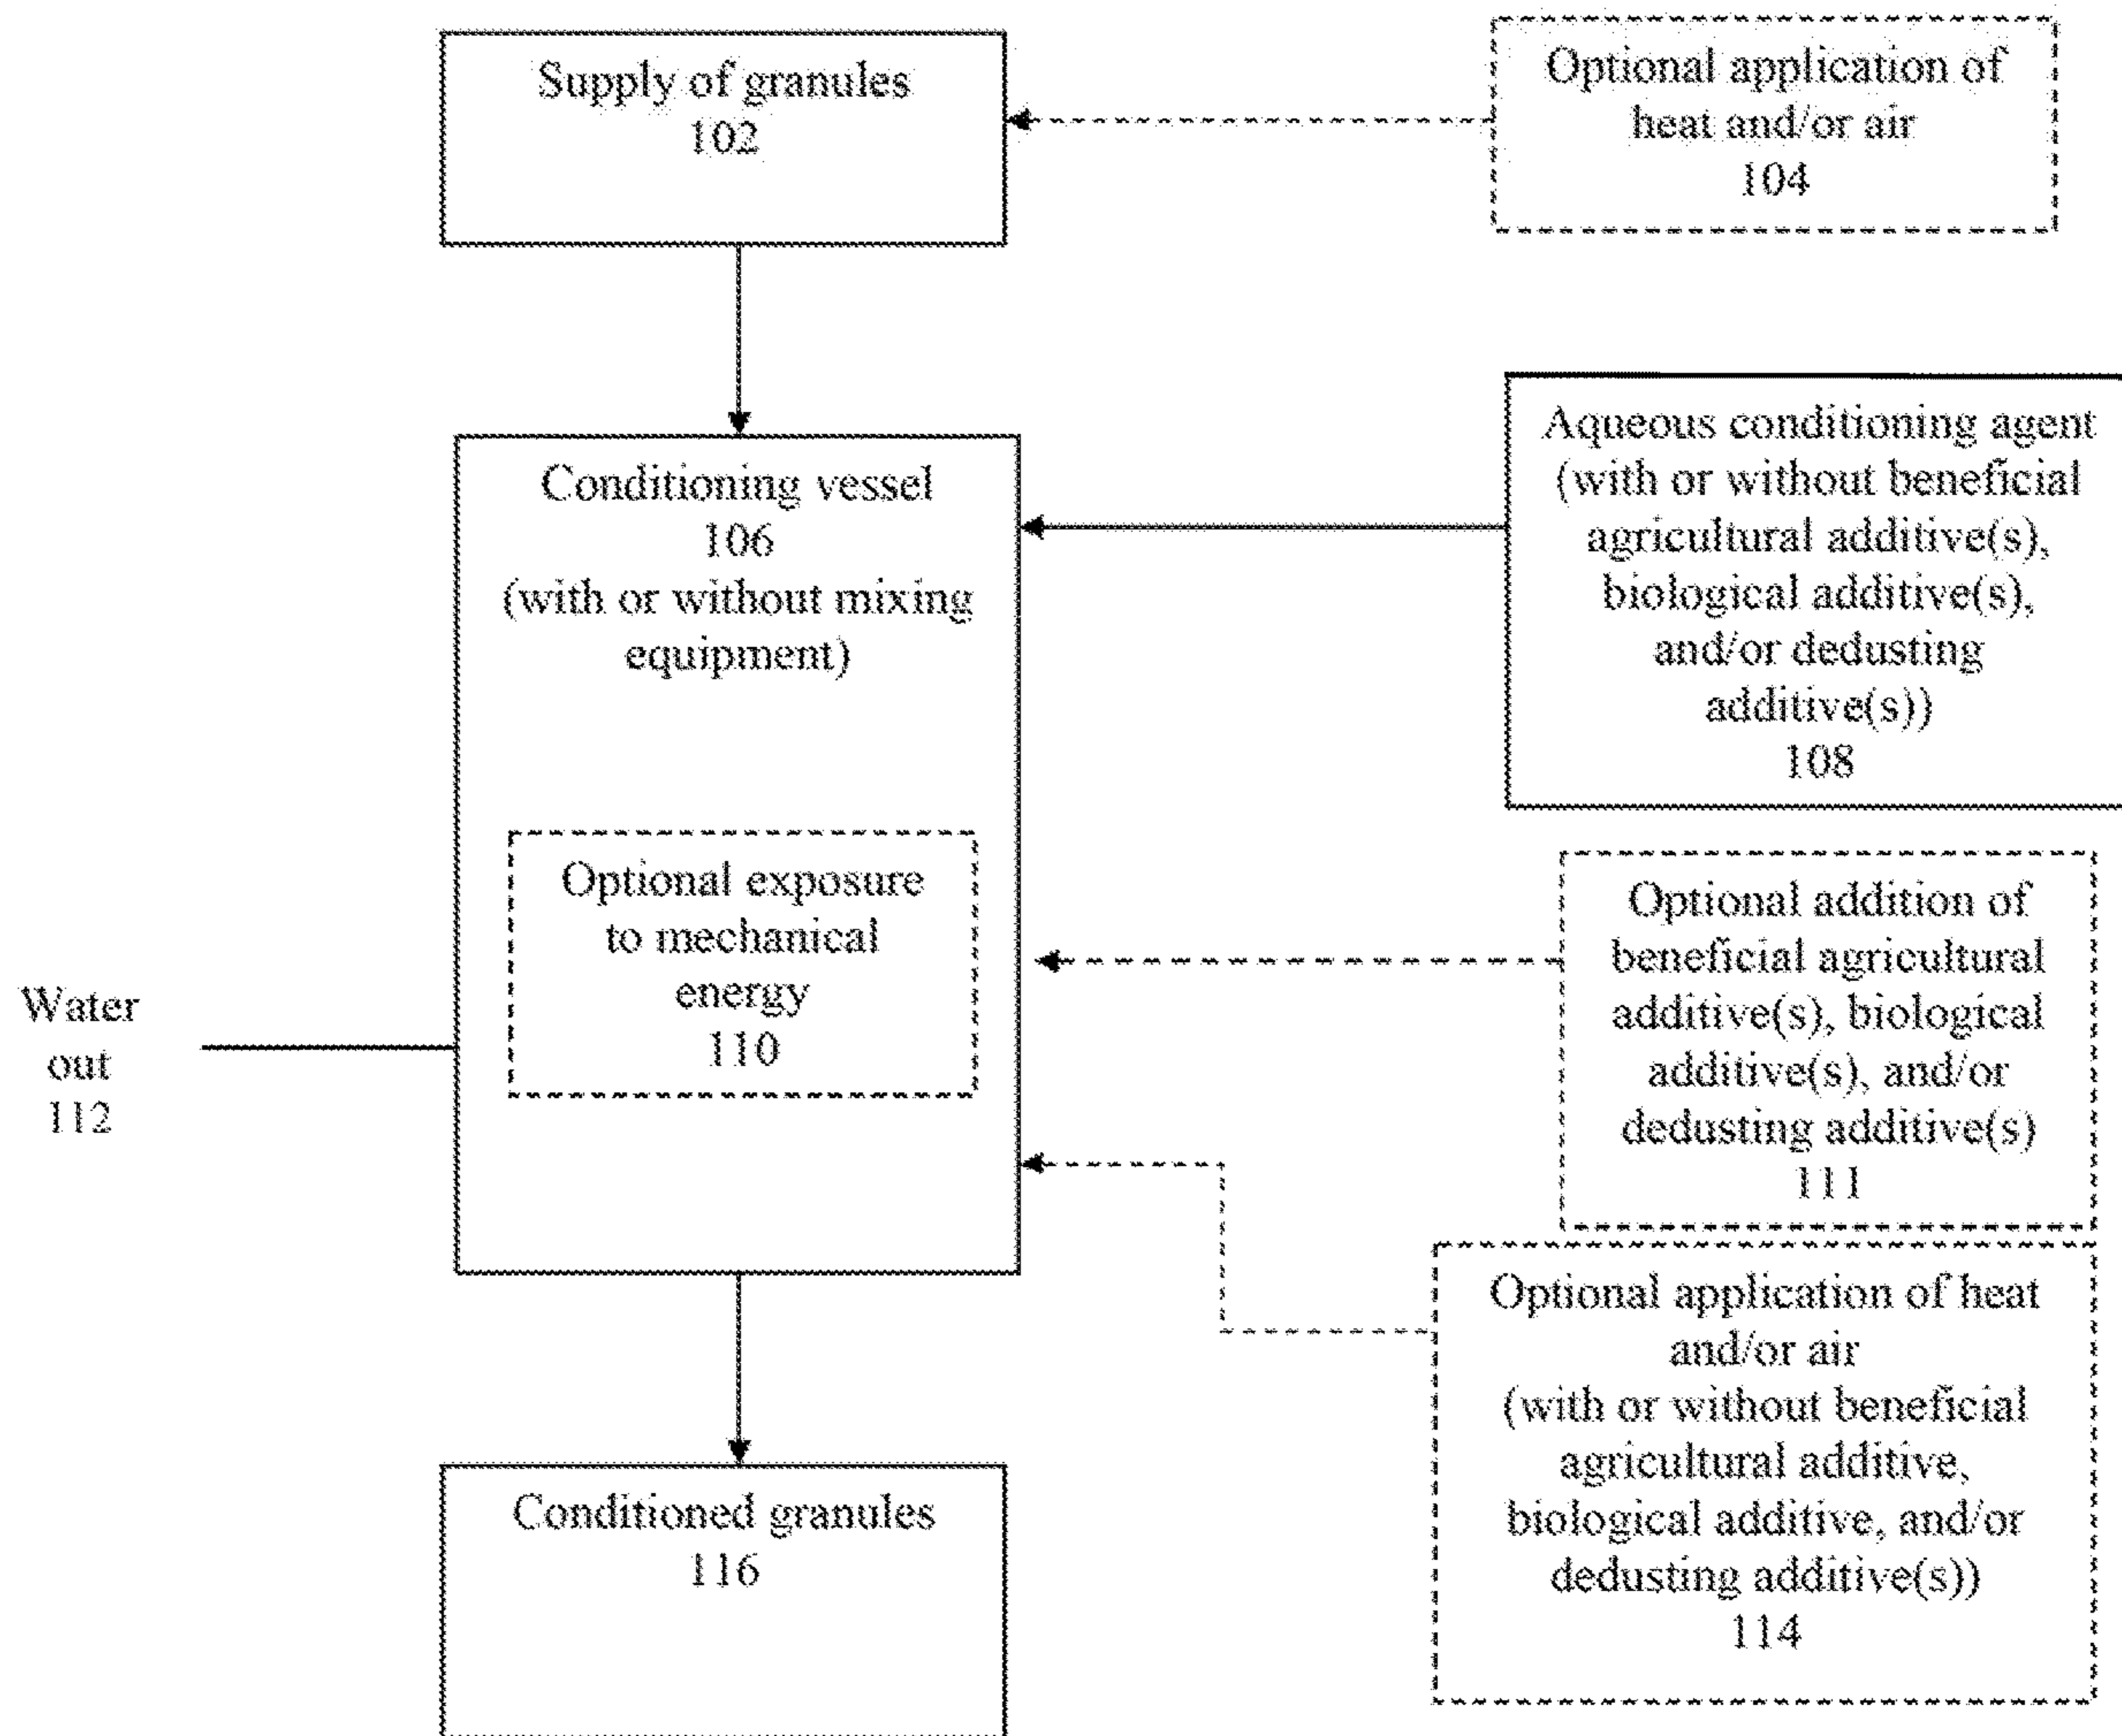 Supply of granules
102
Optional application of
heat and/or air
104
Conditioning vessel
106
(with or without mixing
equipment)
Aqueous conditioning agent
(with or without beneficial
agricultural additive(s),
biological additive(s),
and/or dedusting
additive(s))
108
Optional exposure
to mechanical
energy
110
Optional addition of
beneficial agricultural
additive(s), biological
additive(s), and/or
dedusting additive(s)
111
Water
out
112
Optional application of heat
and/or air
(with or without beneficial
agricultural additive,
biological additive, and/or
dedusting additive(s))
114
Conditioned granules
116